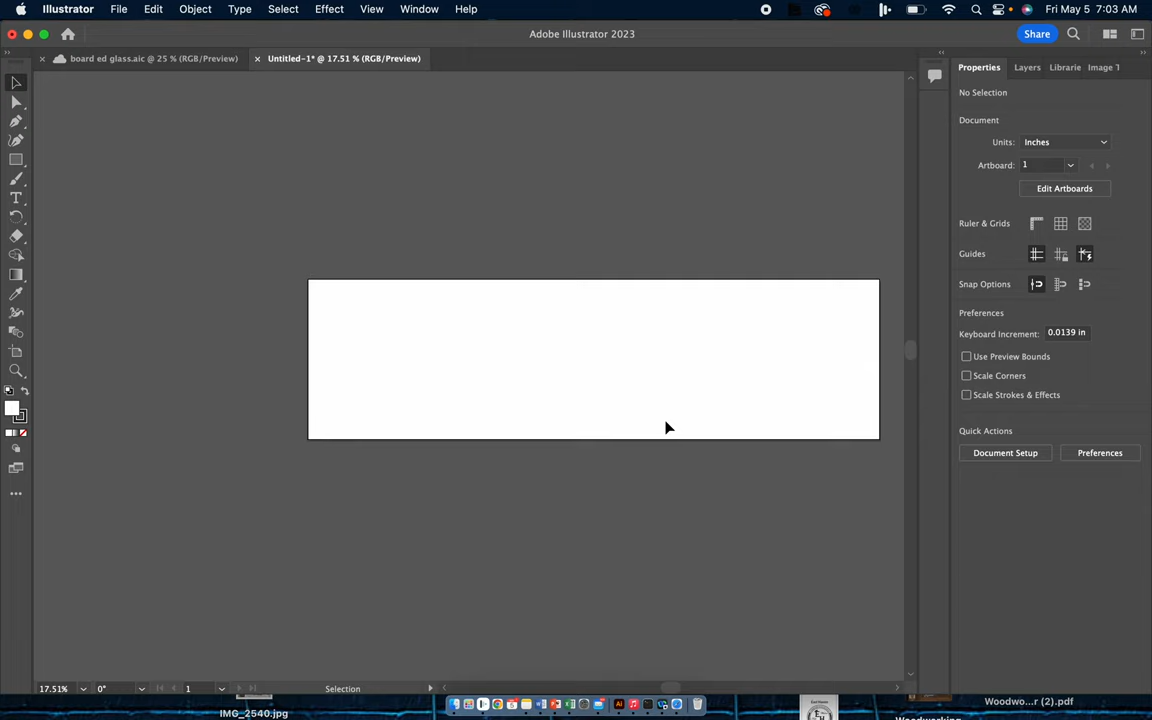 Illustrator File Edit Object Type Select Effect View Window Help Fri May 5 7:03 AM
Adobe Illustrator 2023 Share
× board ed glass.aic @ 25 % (RGB/Preview) × Untitled-1* @ 17.51 % (RGB/Preview)
Properties Layers Librarie Image T
No Selection
Document
Units: Inches
Artboard: 1
Edit Artboards
Ruler & Grids
Guides
Snap Options
Preferences
Keyboard Increment: 0.0139 in
Use Preview Bounds
Scale Corners
Scale Strokes & Effects
Quick Actions
Document Setup Preferences
17.51% 0° 1 Selection
IMG_2540.jpg
Woodwo...r (2).pdf